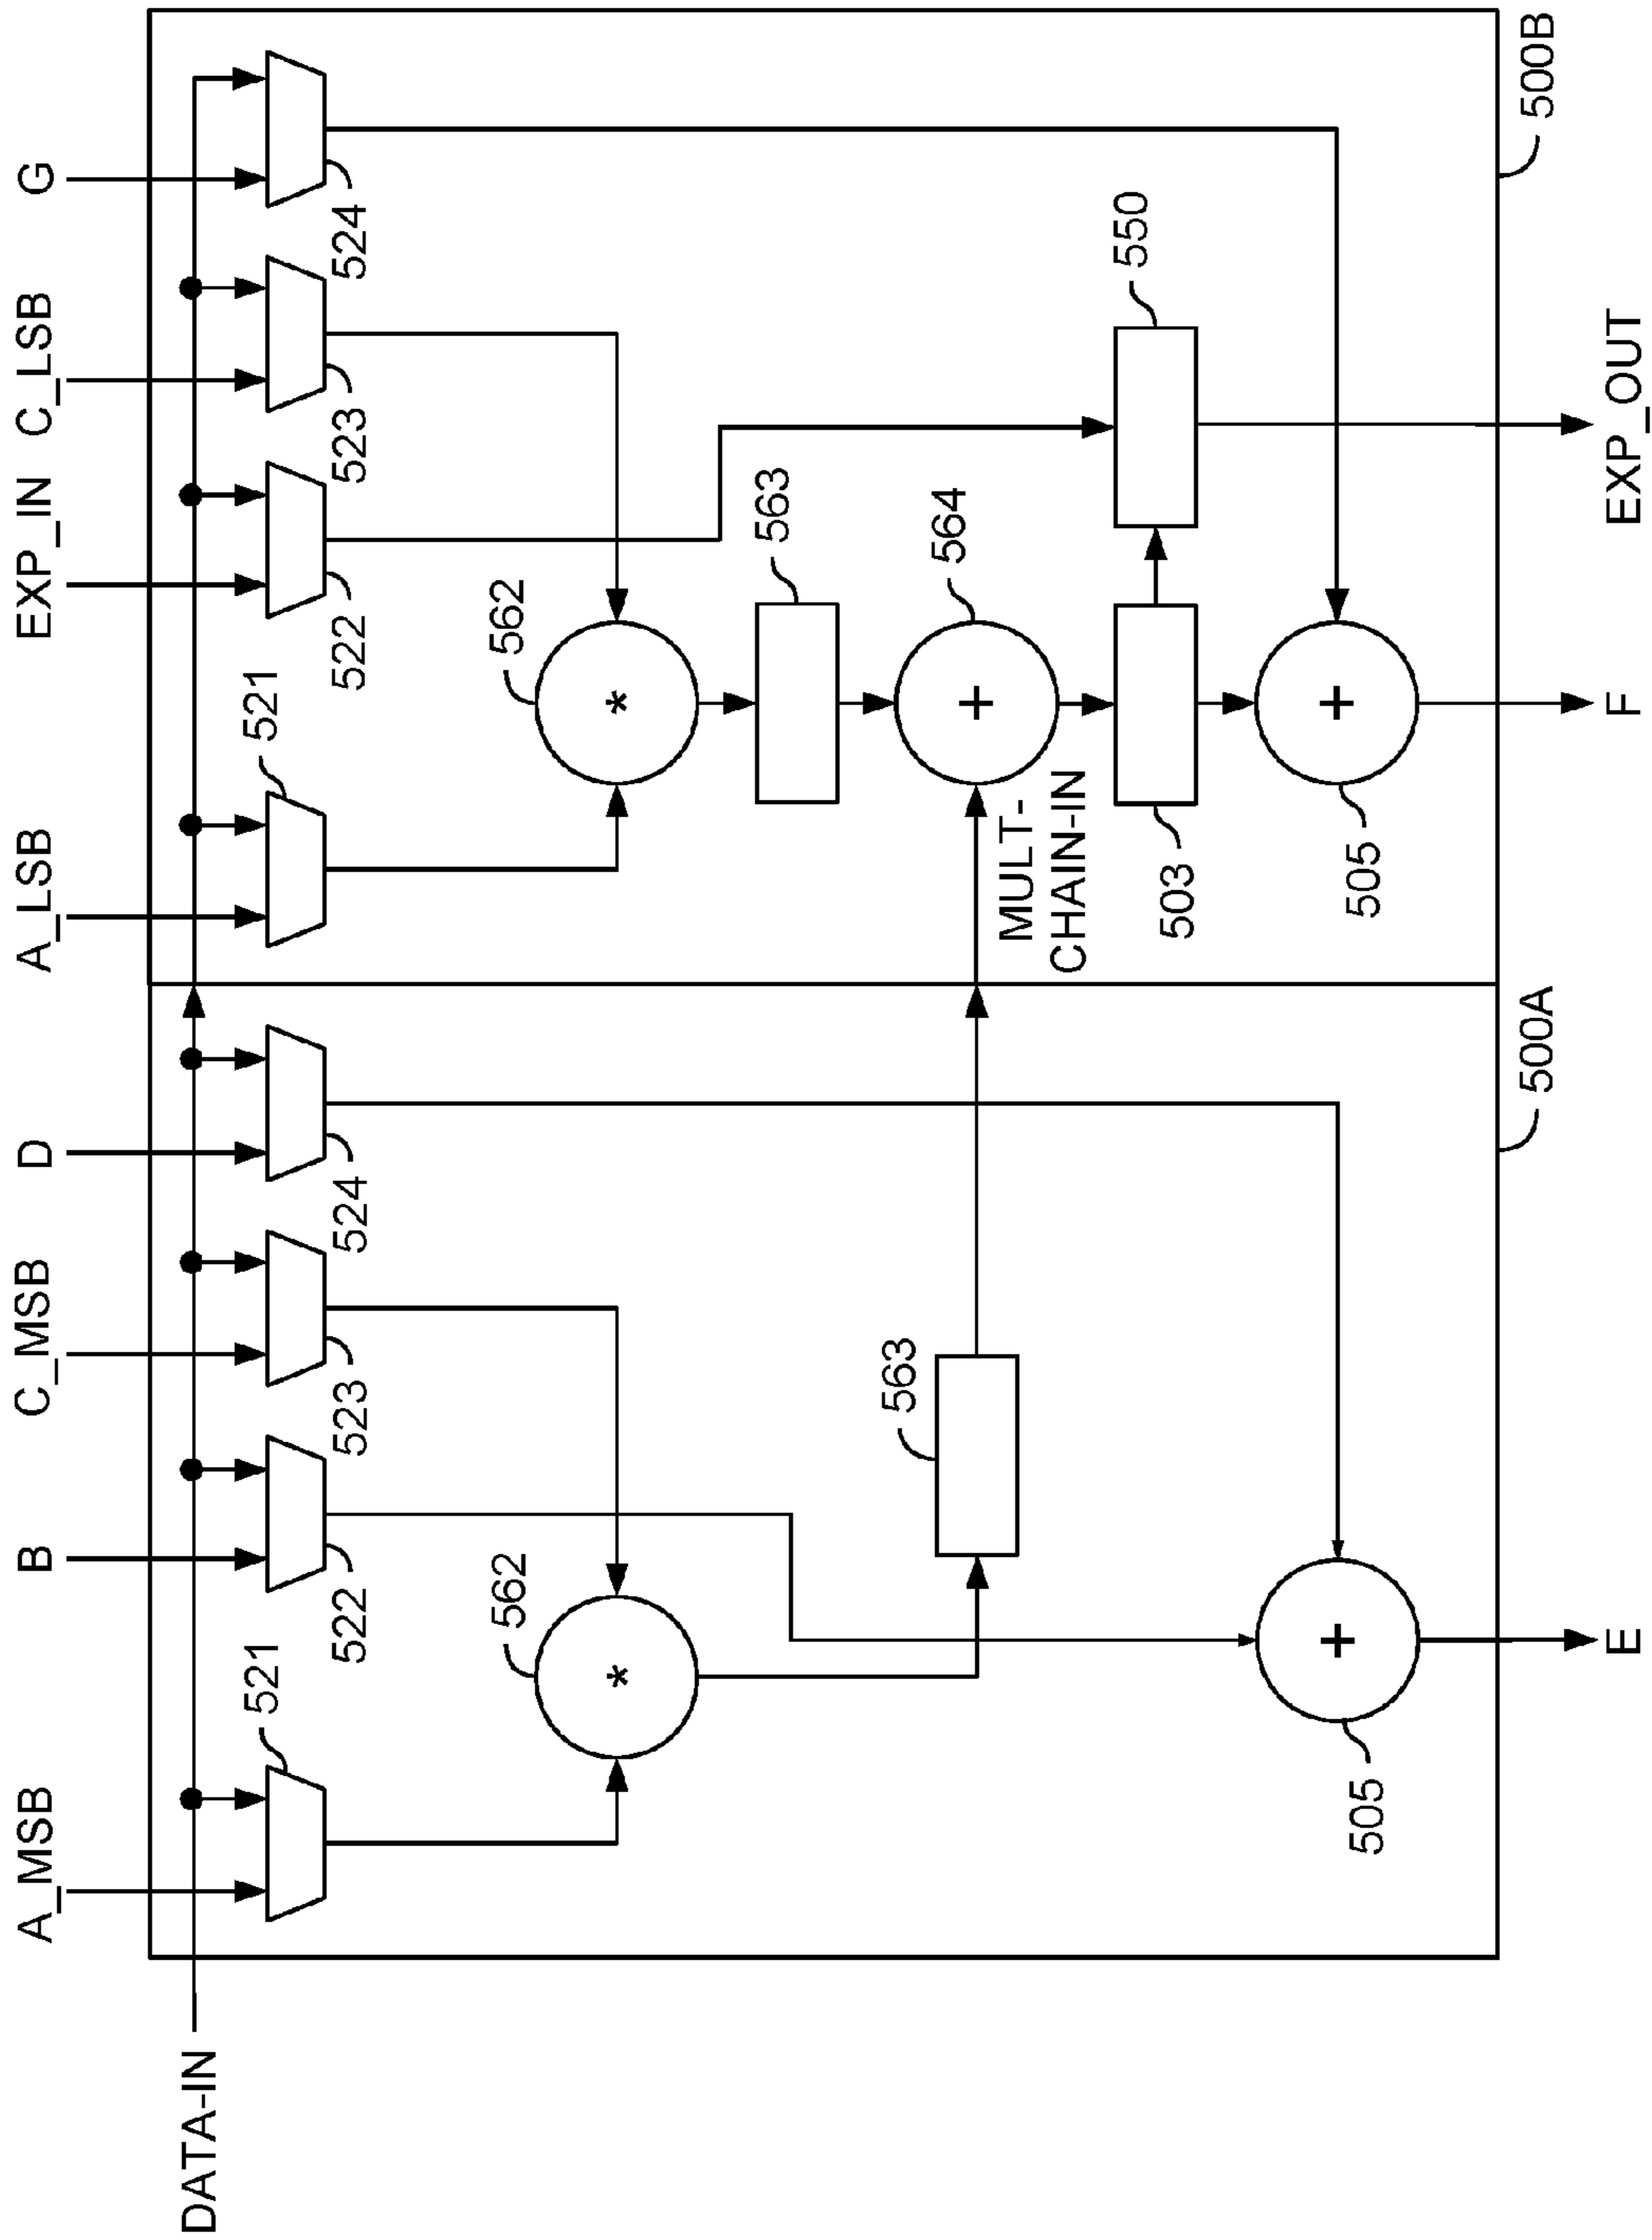 A_MSB
B
C_MSB
D
A_LSB
EXP_IN
C_LSB
G
DATA-IN
521
522
523
524
521
522
523
524
562
*
562
*
563
563
564
+
MULT-
CHAIN-IN
503
550
505
+
505
+
500A
500B
E
F
EXP_OUT